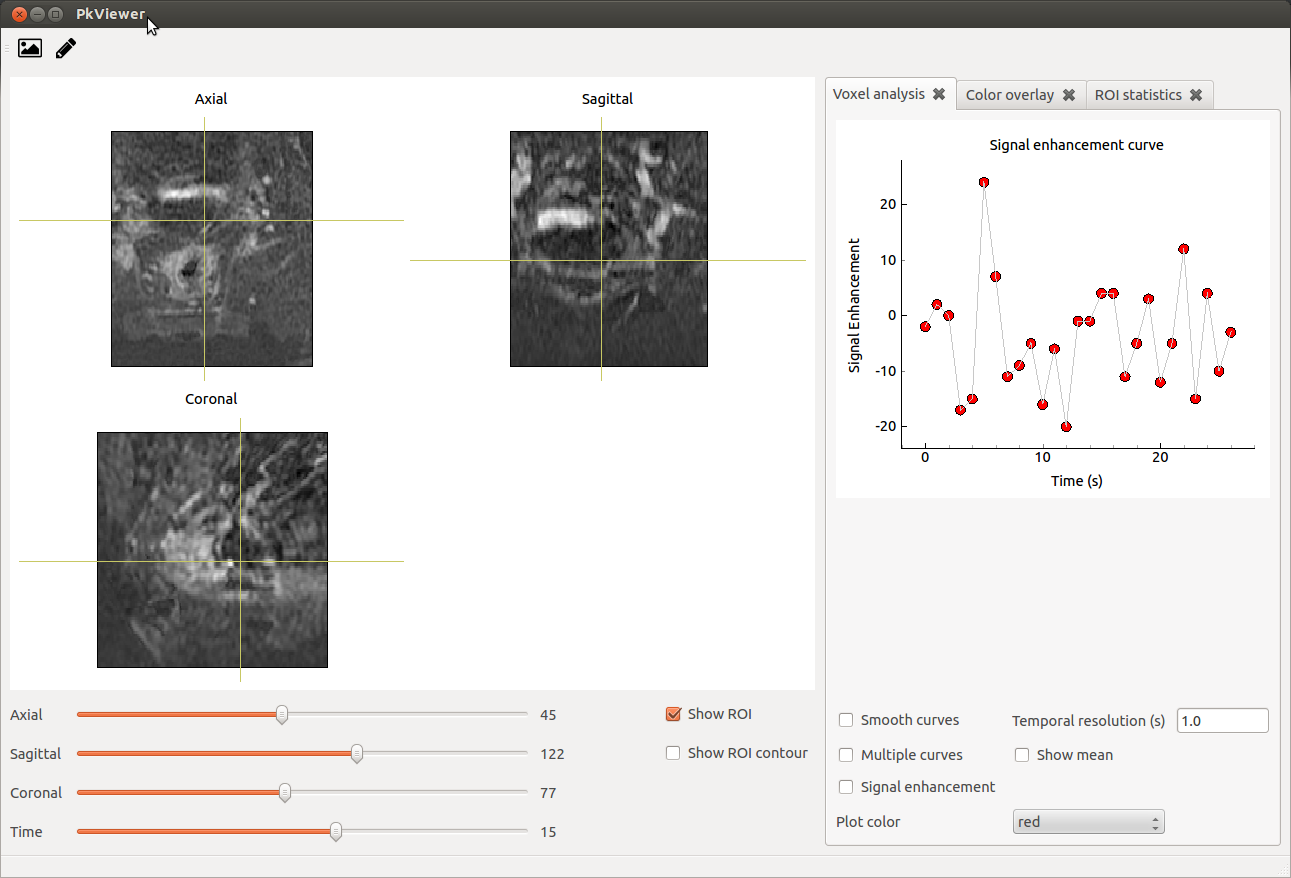 PkViewer
Axial
Sagittal
Coronal
Axial 45
Sagittal 122
Coronal 77
Time 15
Show ROI
Show ROI contour
Voxel analysis
Color overlay
ROI statistics
Signal enhancement curve
Signal Enhancement
20
10
0
-10
-20
0 10 20
Time (s)
Smooth curves
Temporal resolution (s) 1.0
Multiple curves
Show mean
Signal enhancement
Plot color red